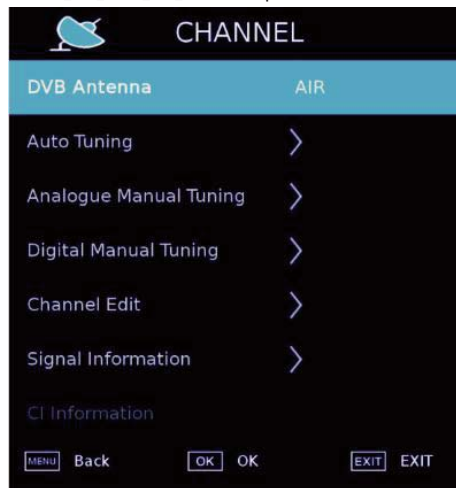 CHANNEL
DVB Antenna AIR
Auto Tuning
Analogue Manual Tuning
Digital Manual Tuning
Channel Edit
Signal Information
CI Information
MENU Back OK OK EXIT EXIT